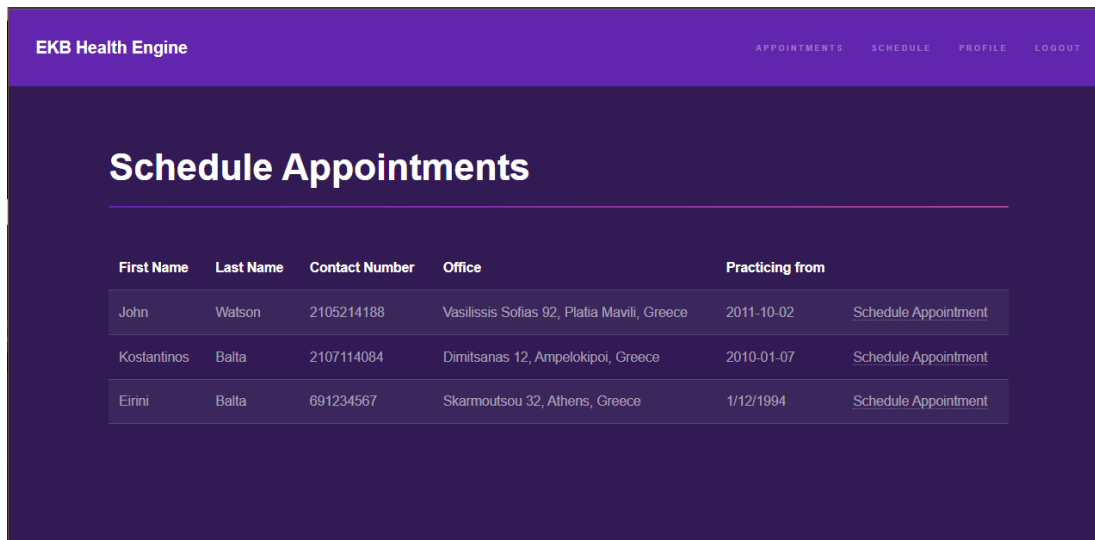 EKB Health Engine APPOINTMENTS SCHEDULE PROFILE LOGOUT
Schedule Appointments
First Name Last Name Contact Number Office Practicing from
John Watson 2105214188 Vasilissis Sofias 92, Platia Mavili, Greece 2011-10-02 Schedule Appointment
Kostantinos Balta 2107114084 Dimitsanas 12, Ampelokipoi, Greece 2010-01-07 Schedule Appointment
Eirini Balta 691234567 Skarmoutsou 32, Athens, Greece 1/12/1994 Schedule Appointment